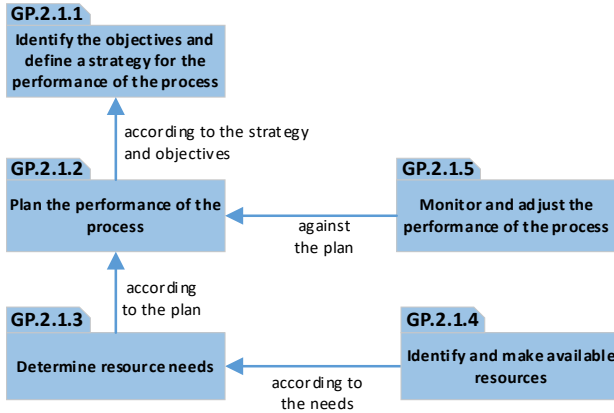 GP.2.1.1
Identify the objectives and
define a strategy for the
performance of the process
according to the strategy
and objectives
GP.2.1.2
Plan the performance of the
process
GP.2.1.5
Monitor and adjust the
performance of the process
against
the plan
according
to the plan
GP.2.1.3
Determine resource needs
GP.2.1.4
Identify and make available
resources
according to
the needs